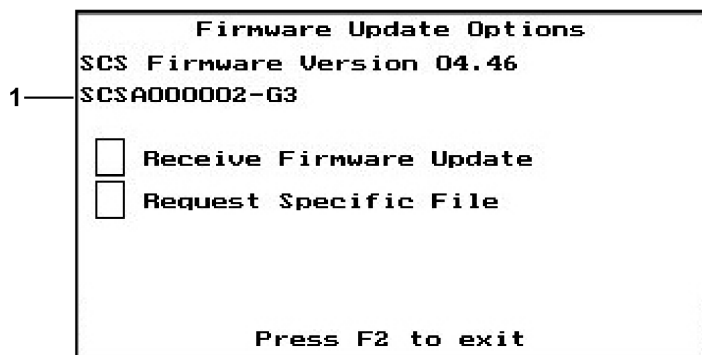 Firmware Update Options
SCS Firmware Version 04.46
1 SCSA000002-G3
Receive Firmware Update
Request Specific File
Press F2 to exit